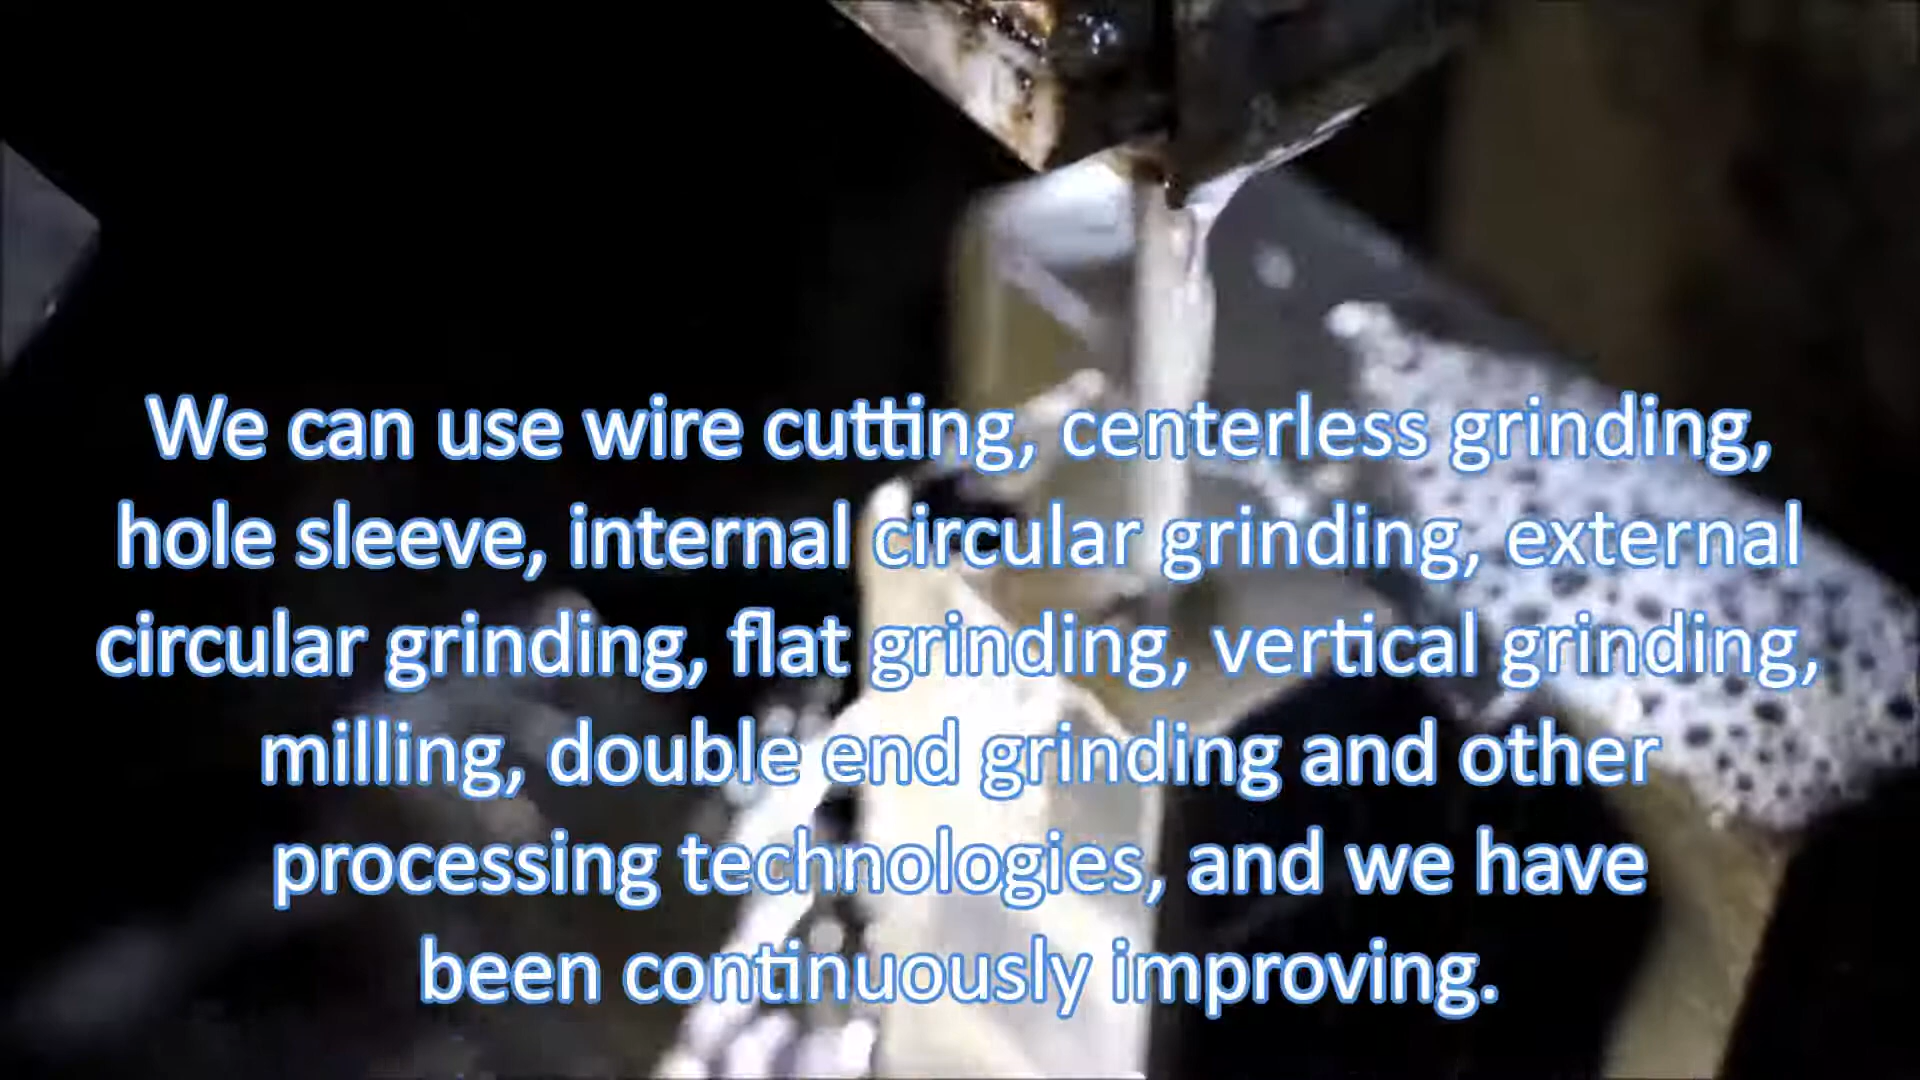 We can use wire cutting, centerless grinding,
hole sleeve, internal circular grinding, external
circular grinding, flat grinding, vertical grinding,
milling, double end grinding and other
processing technologies, and we have
been continuously improving.